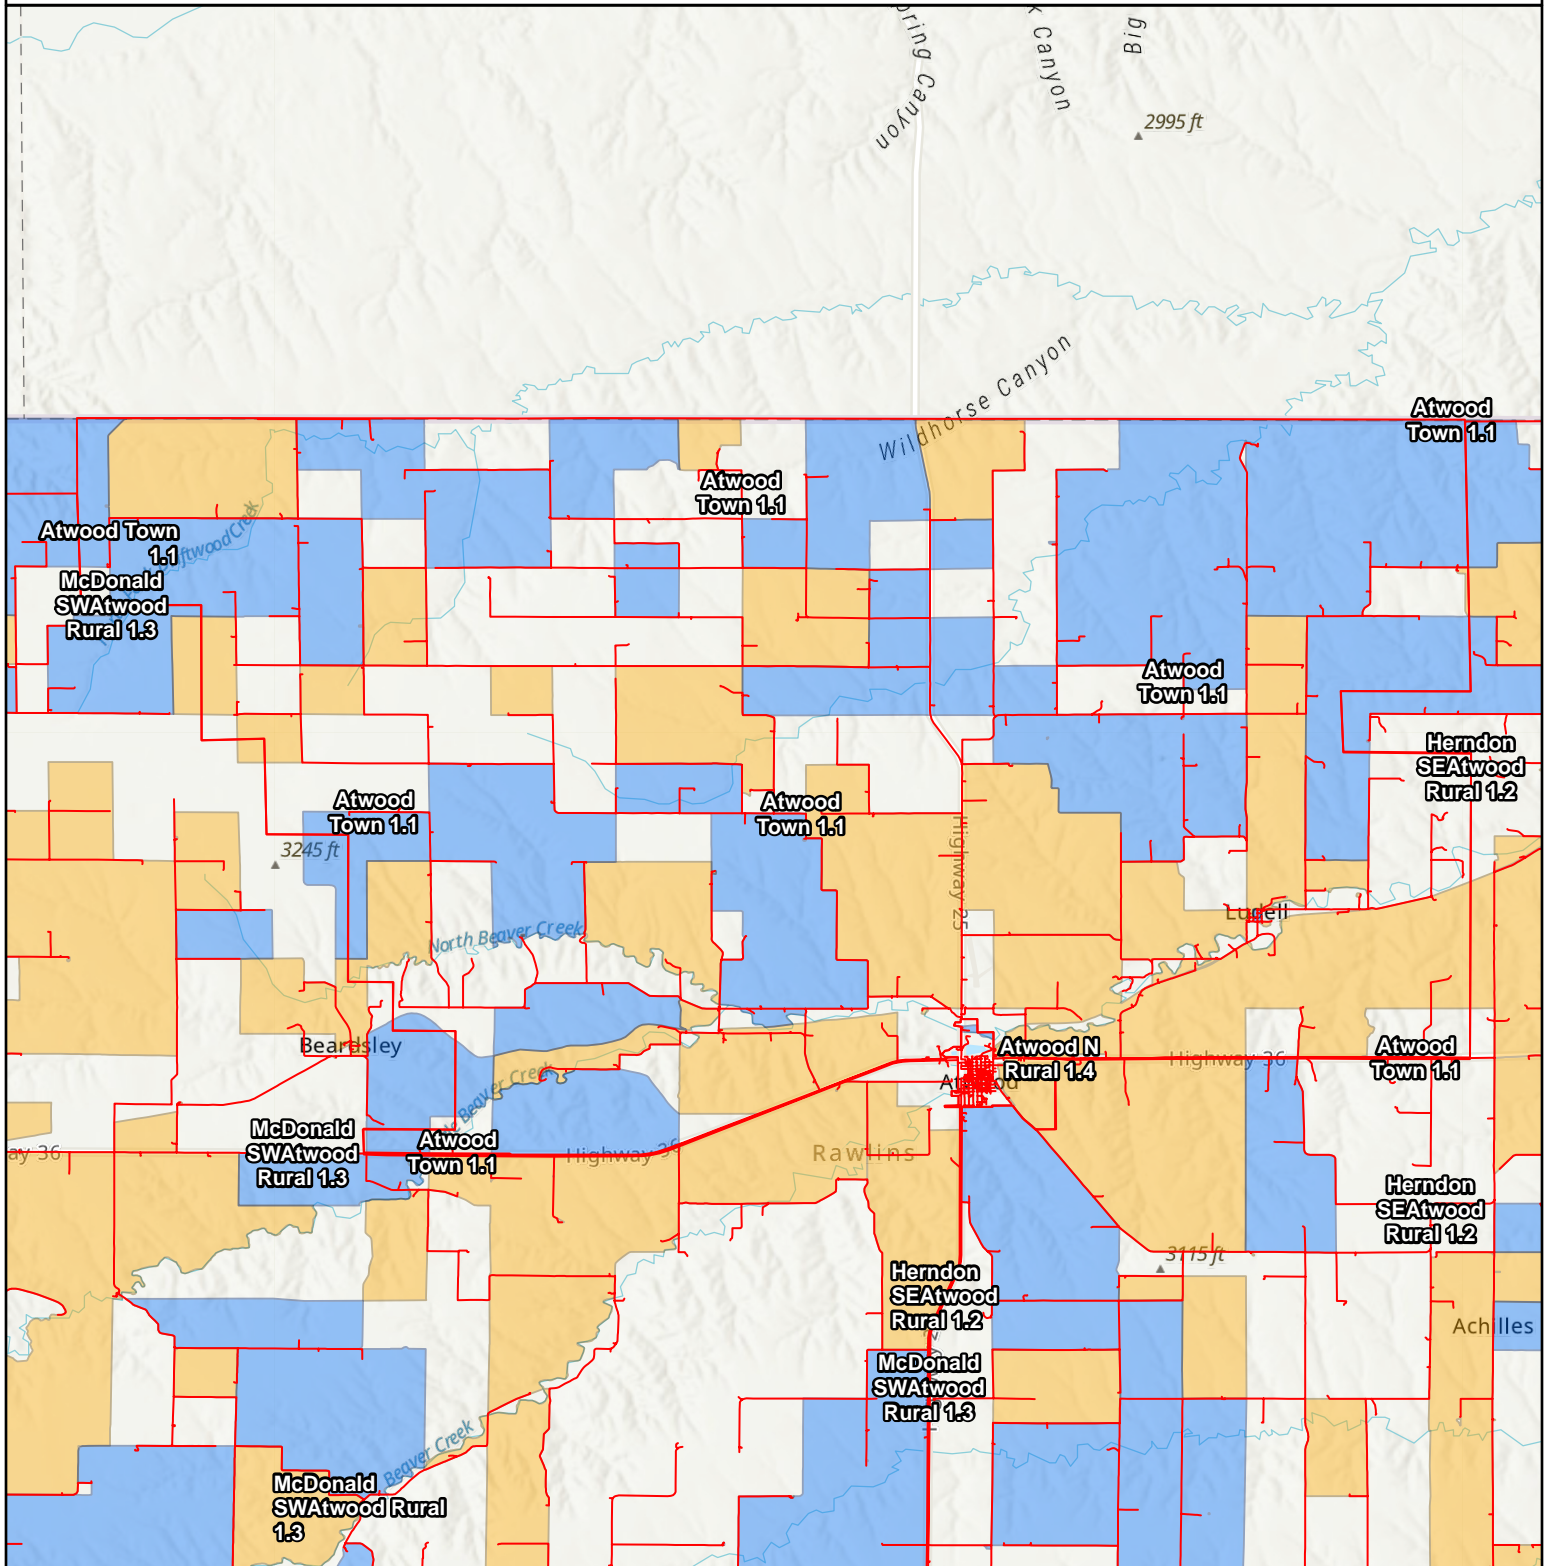 pring Canyon
k Canyon
Big
2995 ft
Wildhorse Canyon
Atwood
Town 1.1
Atwood
Town 1.1
Atwood Town
1.1
McDonald
SWAtwood
Rural 1.3
Atwood
Town 1.1
Herndon
SEAtwood
Rural 1.2
Atwood
Town 1.1
Atwood
Town 1.1
3245 ft
Highway 25
Ludell
North Beaver Creek
Beardsley
Atwood N
Rural 1.4
Highway 36
Atwood
Town 1.1
Atwood
Beaver Creek
McDonald
SWAtwood
Rural 1.3
Atwood
Town 1.1
ay 36
Highway 36
Rawlins
Herndon
SEAtwood
Rural 1.2
3115 ft
Herndon
SEAtwood
Rural 1.2
Achilles
McDonald
SWAtwood
Rural 1.3
Beaver Creek
McDonald
SWAtwood Rural
1.3